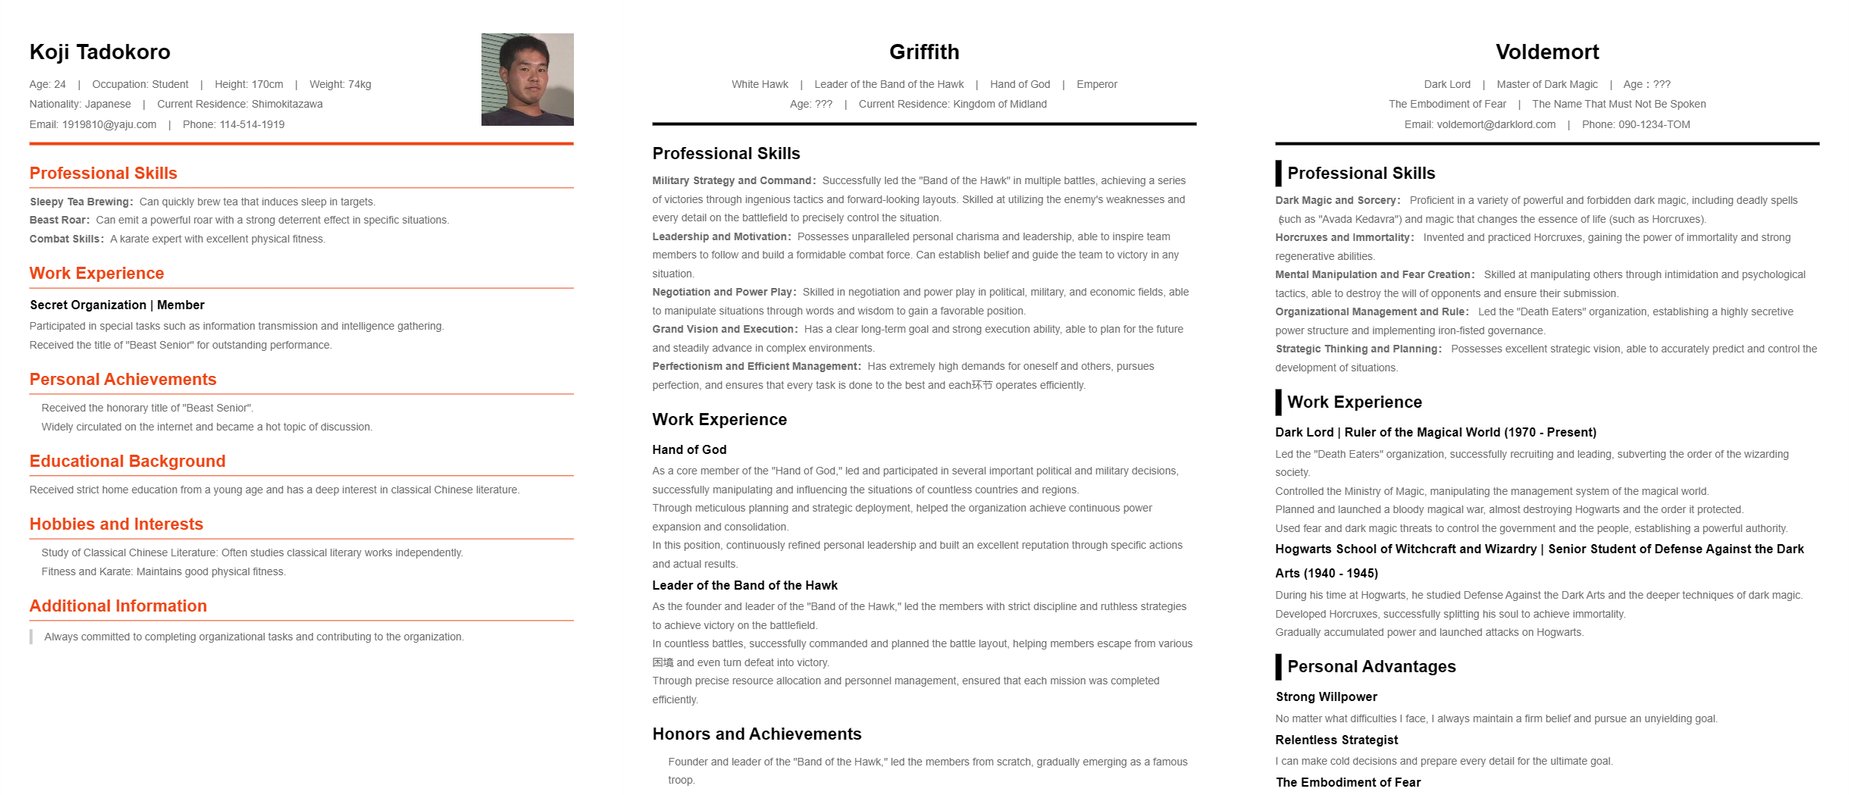 Koji Tadokoro
Age: 24 | Occupation: Student | Height: 170cm | Weight: 74kg
Nationality: Japanese | Current Residence: Shimokitazawa
Email: 1919810@yaju.com | Phone: 114-514-1919
Professional Skills
Sleepy Tea Brewing: Can quickly brew tea that induces sleep in targets.
Beast Roar: Can emit a powerful roar with a strong deterrent effect in specific situations.
Combat Skills: A karate expert with excellent physical fitness.
Work Experience
Secret Organization | Member
Participated in special tasks such as information transmission and intelligence gathering.
Received the title of "Beast Senior" for outstanding performance.
Personal Achievements
Received the honorary title of "Beast Senior".
Widely circulated on the internet and became a hot topic of discussion.
Educational Background
Received strict home education from a young age and has a deep interest in classical Chinese literature.
Hobbies and Interests
Study of Classical Chinese Literature: Often studies classical literary works independently.
Fitness and Karate: Maintains good physical fitness.
Additional Information
Always committed to completing organizational tasks and contributing to the organization.
Griffith
White Hawk | Leader of the Band of the Hawk | Hand of God | Emperor
Age: ??? | Current Residence: Kingdom of Midland
Professional Skills
Military Strategy and Command: Successfully led the "Band of the Hawk" in multiple battles, achieving a series
of victories through ingenious tactics and forward-looking layouts. Skilled at utilizing the enemy's weaknesses and
every detail on the battlefield to precisely control the situation.
Leadership and Motivation: Possesses unparalleled personal charisma and leadership, able to inspire team
members to follow and build a formidable combat force. Can establish belief and guide the team to victory in any
situation.
Negotiation and Power Play: Skilled in negotiation and power play in political, military, and economic fields, able
to manipulate situations through words and wisdom to gain a favorable position.
Grand Vision and Execution: Has a clear long-term goal and strong execution ability, able to plan for the future
and steadily advance in complex environments.
Perfectionism and Efficient Management: Has extremely high demands for oneself and others, pursues
perfection, and ensures that every task is done to the best and each环节 operates efficiently.
Work Experience
Hand of God
As a core member of the "Hand of God," led and participated in several important political and military decisions,
successfully manipulating and influencing the situations of countless countries and regions.
Through meticulous planning and strategic deployment, helped the organization achieve continuous power
expansion and consolidation.
In this position, continuously refined personal leadership and built an excellent reputation through specific actions
and actual results.
Leader of the Band of the Hawk
As the founder and leader of the "Band of the Hawk," led the members with strict discipline and ruthless strategies
to achieve victory on the battlefield.
In countless battles, successfully commanded and planned the battle layout, helping members escape from various
困境 and even turn defeat into victory.
Through precise resource allocation and personnel management, ensured that each mission was completed
efficiently.
Honors and Achievements
Founder and leader of the "Band of the Hawk," led the members from scratch, gradually emerging as a famous
troop.
Voldemort
Dark Lord | Master of Dark Magic | Age：???
The Embodiment of Fear | The Name That Must Not Be Spoken
Email: voldemort@darklord.com | Phone: 090-1234-TOM
Professional Skills
Dark Magic and Sorcery: Proficient in a variety of powerful and forbidden dark magic, including deadly spells
(such as "Avada Kedavra") and magic that changes the essence of life (such as Horcruxes).
Horcruxes and Immortality: Invented and practiced Horcruxes, gaining the power of immortality and strong
regenerative abilities.
Mental Manipulation and Fear Creation: Skilled at manipulating others through intimidation and psychological
tactics, able to destroy the will of opponents and ensure their submission.
Organizational Management and Rule: Led the "Death Eaters" organization, establishing a highly secretive
power structure and implementing iron-fisted governance.
Strategic Thinking and Planning: Possesses excellent strategic vision, able to accurately predict and control the
development of situations.
Work Experience
Dark Lord | Ruler of the Magical World (1970 - Present)
Led the "Death Eaters" organization, successfully recruiting and leading, subverting the order of the wizarding
society.
Controlled the Ministry of Magic, manipulating the management system of the magical world.
Planned and launched a bloody magical war, almost destroying Hogwarts and the order it protected.
Used fear and dark magic threats to control the government and the people, establishing a powerful authority.
Hogwarts School of Witchcraft and Wizardry | Senior Student of Defense Against the Dark
Arts (1940 - 1945)
During his time at Hogwarts, he studied Defense Against the Dark Arts and the deeper techniques of dark magic.
Developed Horcruxes, successfully splitting his soul to achieve immortality.
Gradually accumulated power and launched attacks on Hogwarts.
Personal Advantages
Strong Willpower
No matter what difficulties I face, I always maintain a firm belief and pursue an unyielding goal.
Relentless Strategist
I can make cold decisions and prepare every detail for the ultimate goal.
The Embodiment of Fear